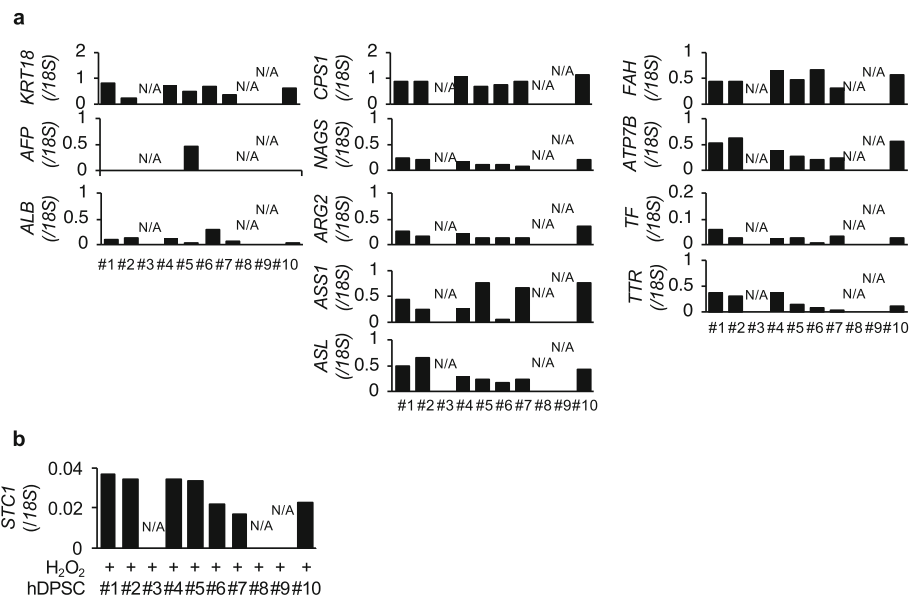 a
KRT18 (/18S)
2
1
0
N/A
N/A
N/A
AFP (/18S)
1
0.5
0
N/A
N/A
N/A
ALB (/18S)
1
0.5
0
N/A
N/A
N/A
#1 #2 #3 #4 #5 #6 #7 #8 #9 #10
CPS1 (/18S)
2
1
0
N/A
N/A
N/A
NAGS (/18S)
1
0.5
0
N/A
N/A
N/A
ARG2 (/18S)
1
0.5
0
N/A
N/A
N/A
ASS1 (/18S)
1
0.5
0
N/A
N/A
N/A
ASL (/18S)
1
0.5
0
N/A
N/A
N/A
#1 #2 #3 #4 #5 #6 #7 #8 #9 #10
FAH (/18S)
1
0.5
0
N/A
N/A
N/A
ATP7B (/18S)
1
0.5
0
N/A
N/A
N/A
TF (/18S)
0.2
0.1
0
N/A
N/A
N/A
TTR (/18S)
1
0.5
0
N/A
N/A
N/A
#1 #2 #3 #4 #5 #6 #7 #8 #9 #10
b
STC1 (/18S)
0.04
0.02
0
N/A
N/A
N/A
H₂O₂ + + + + + + + + + +
hDPSC #1 #2 #3 #4 #5 #6 #7 #8 #9 #10